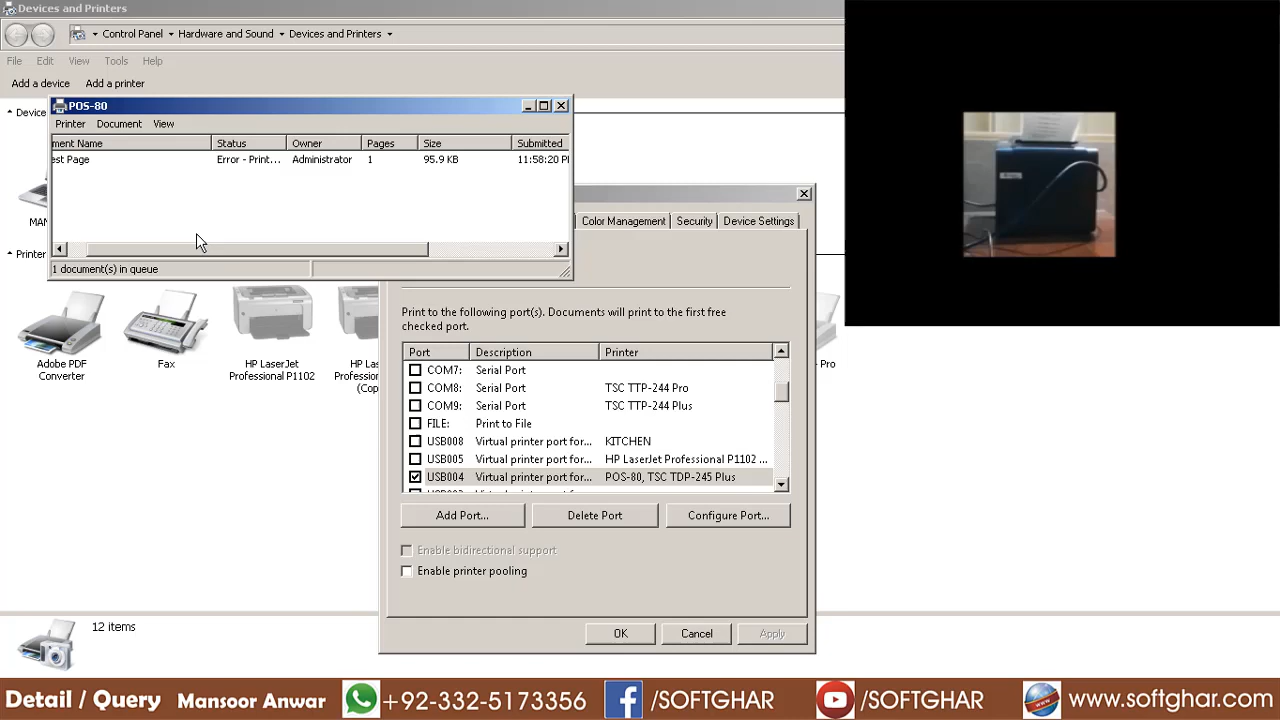 Devices and Printers
Control Panel Hardware and Sound Devices and Printers
File Edit View Tools Help
Add a device Add a printer
Device
POS-80
Printer Document View
ment Name Status Owner Pages Size Submitted
est Page Error - Print... Administrator 1 95.9 KB 11:58:20 P
1 document(s) in queue
MAN
Printer
Color Management Security Device Settings
Adobe PDF
Converter
Fax
HP LaserJet
Professional P1102
HP La
Professiona
(Cop
- Pro
Print to the following port(s). Documents will print to the first free
checked port.
Port Description Printer
COM7: Serial Port
COM8: Serial Port TSC TTP-244 Pro
COM9: Serial Port TSC TTP-244 Plus
FILE: Print to File
USB008 Virtual printer port for... KITCHEN
USB005 Virtual printer port for... HP LaserJet Professional P1102 ...
USB004 Virtual printer port for... POS-80, TSC TDP-245 Plus
Add Port... Delete Port Configure Port...
Enable bidirectional support
Enable printer pooling
OK Cancel Apply
12 items
Detail / Query Mansoor Anwar +92-332-5173356 /SOFTGHAR /SOFTGHAR www.softghar.com